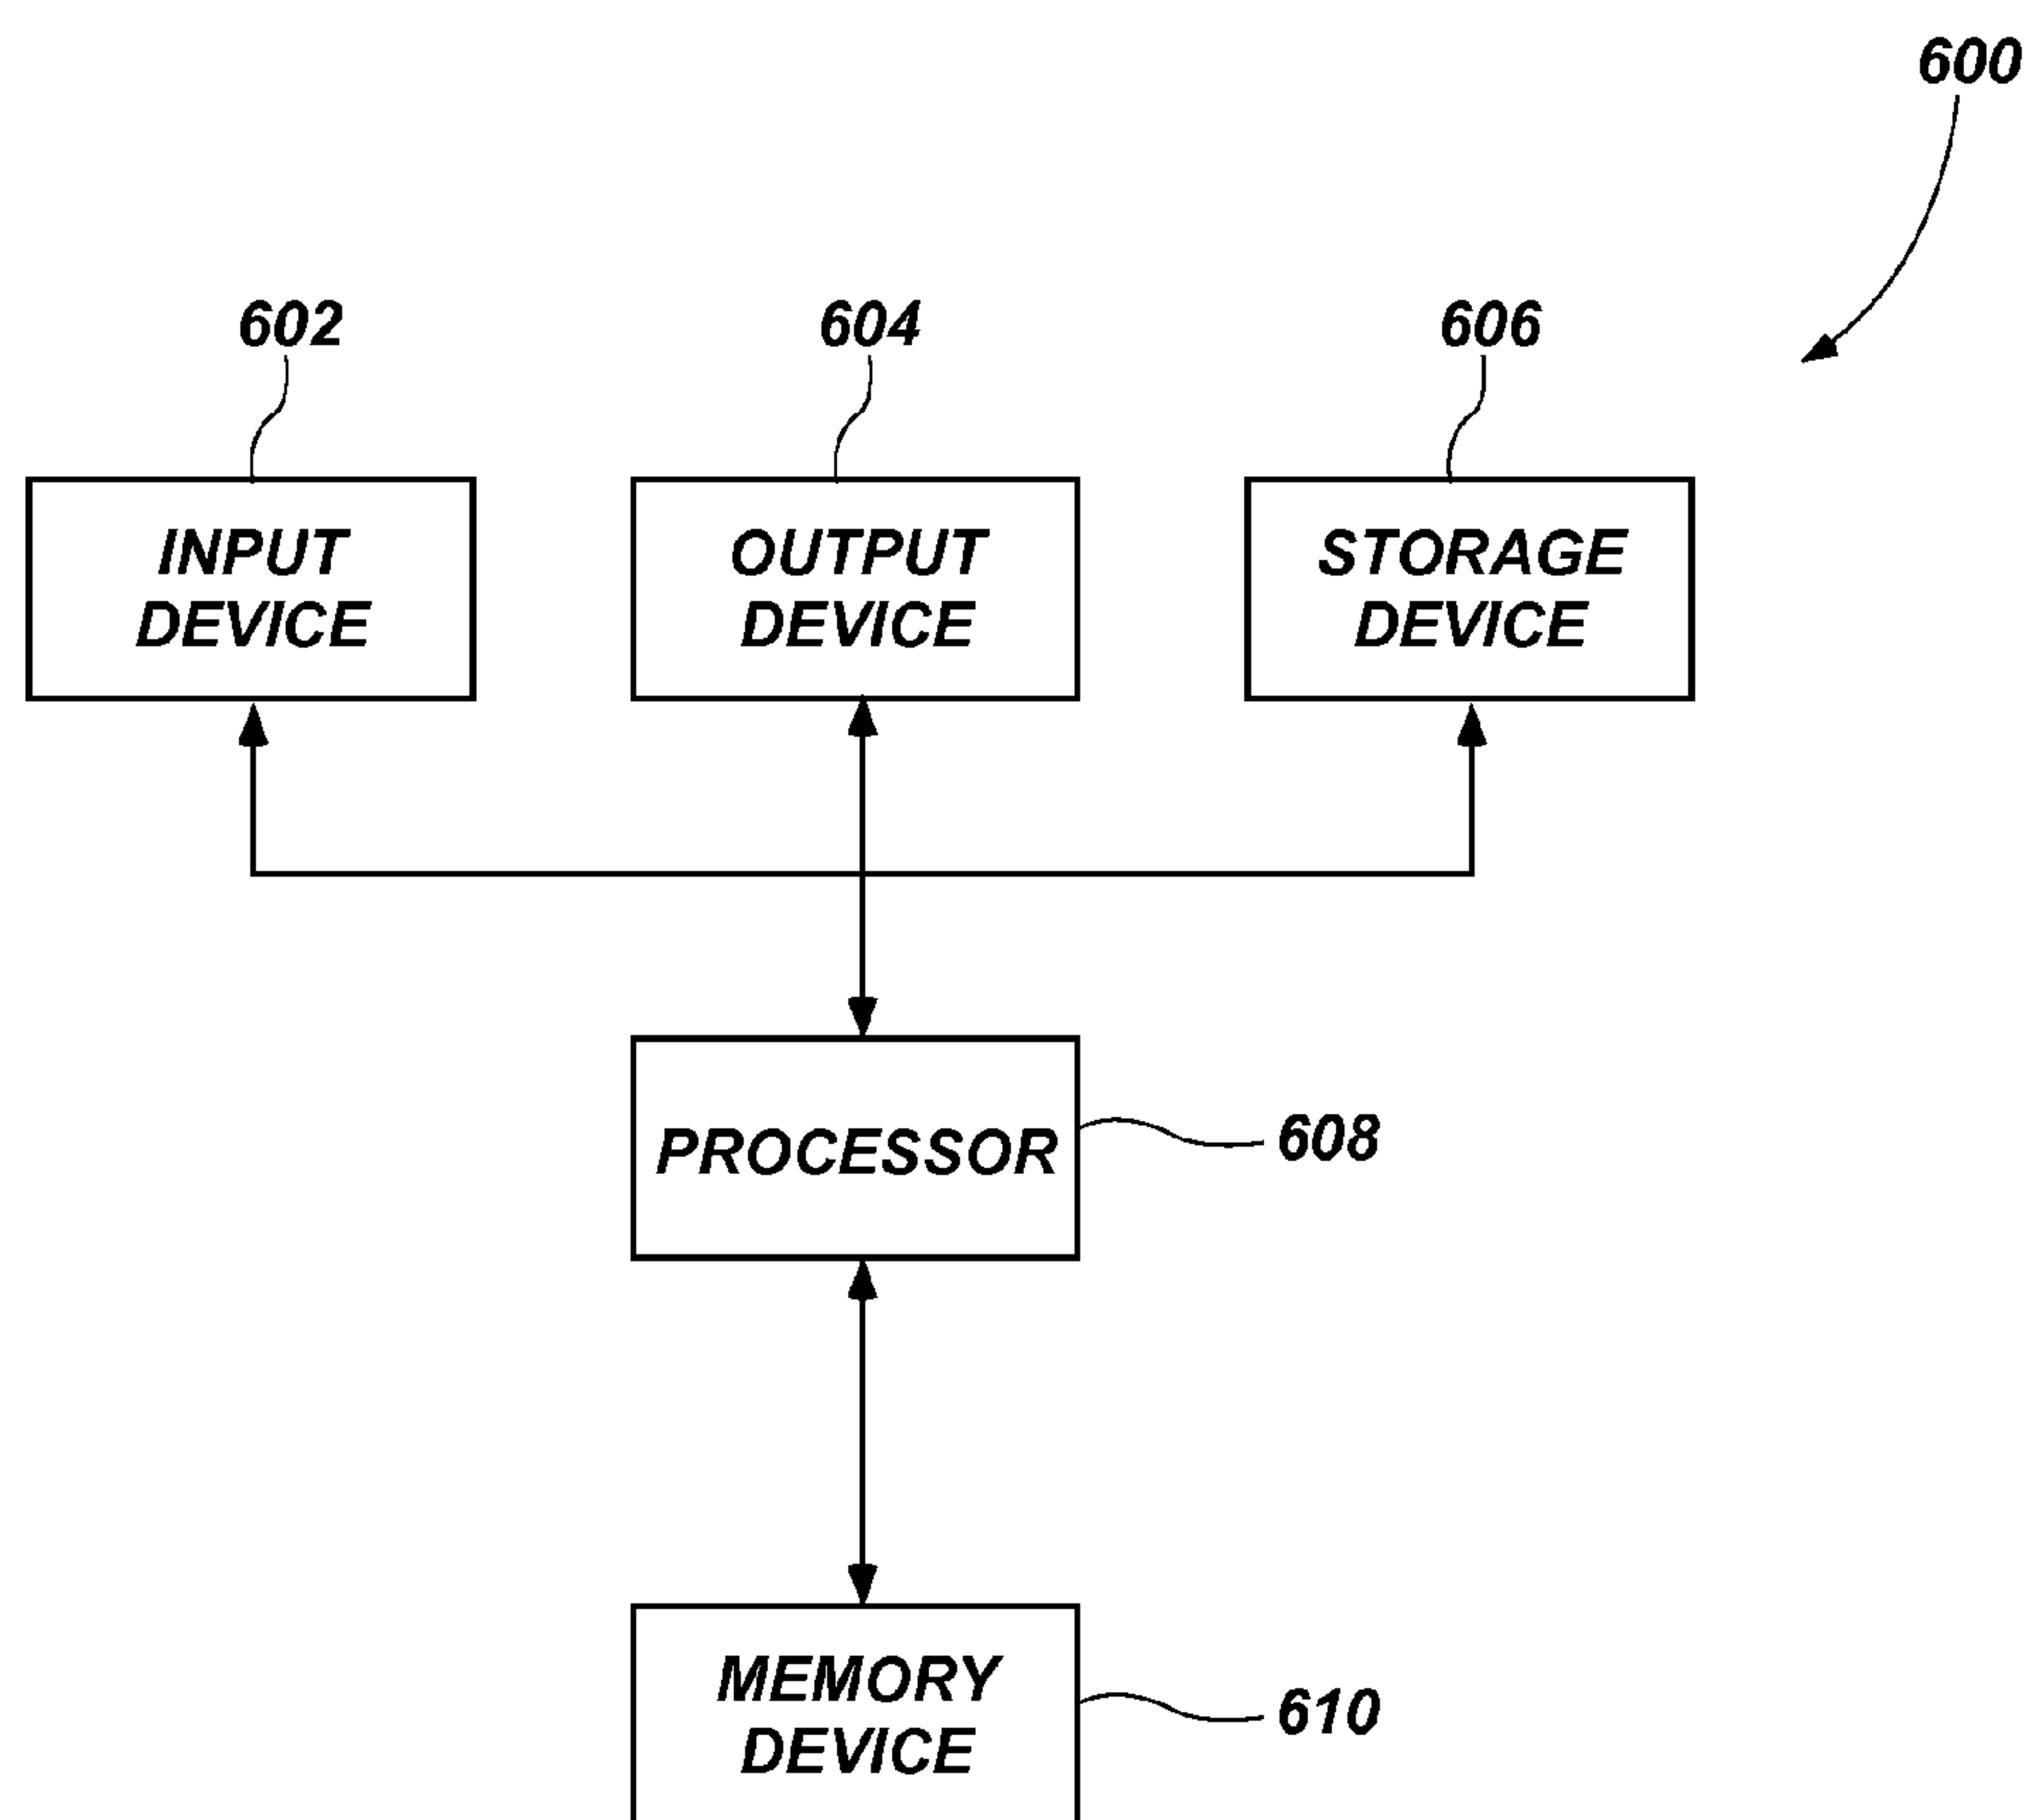 600
602
604
606
INPUT
DEVICE
OUTPUT
DEVICE
STORAGE
DEVICE
PROCESSOR
608
MEMORY
DEVICE
610